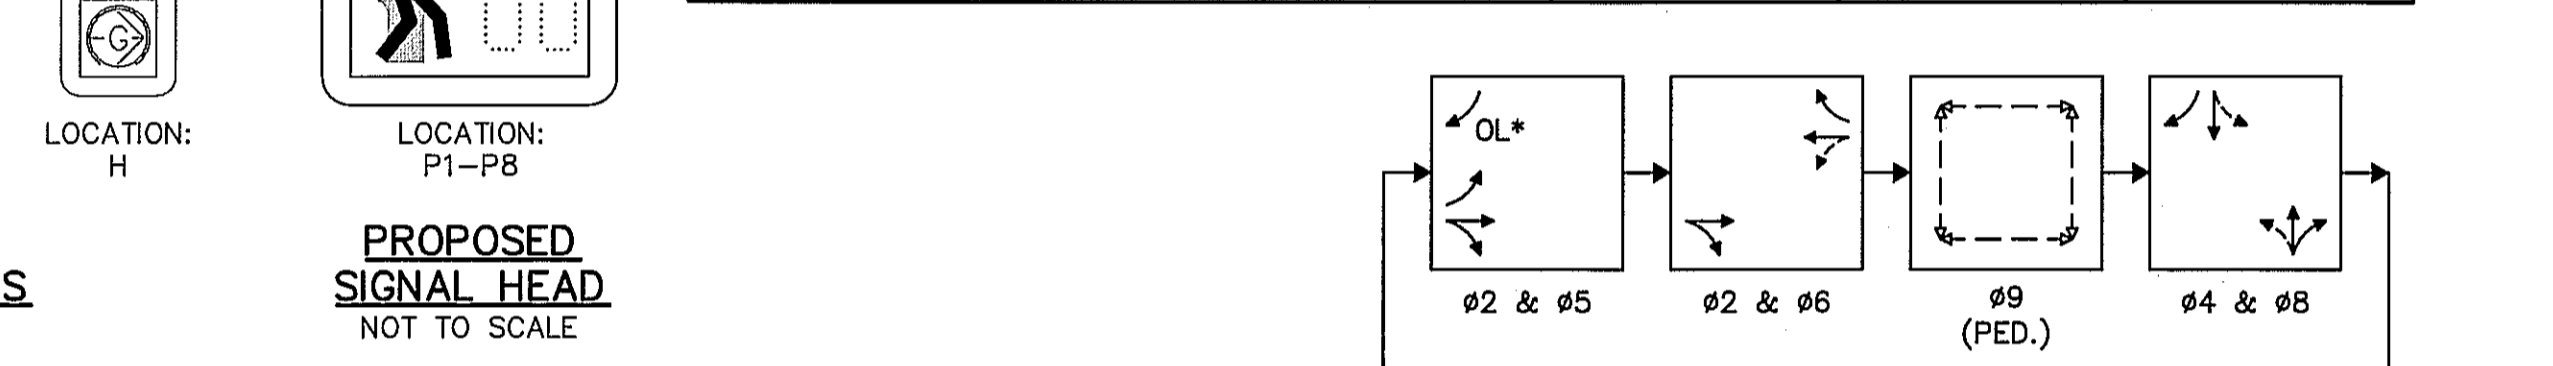 G
LOCATION:
H
LOCATION:
P1-P8
S
PROPOSED
SIGNAL HEAD
NOT TO SCALE
OL*
ø2 & ø5
ø2 & ø6
ø9
(PED.)
ø4 & ø8